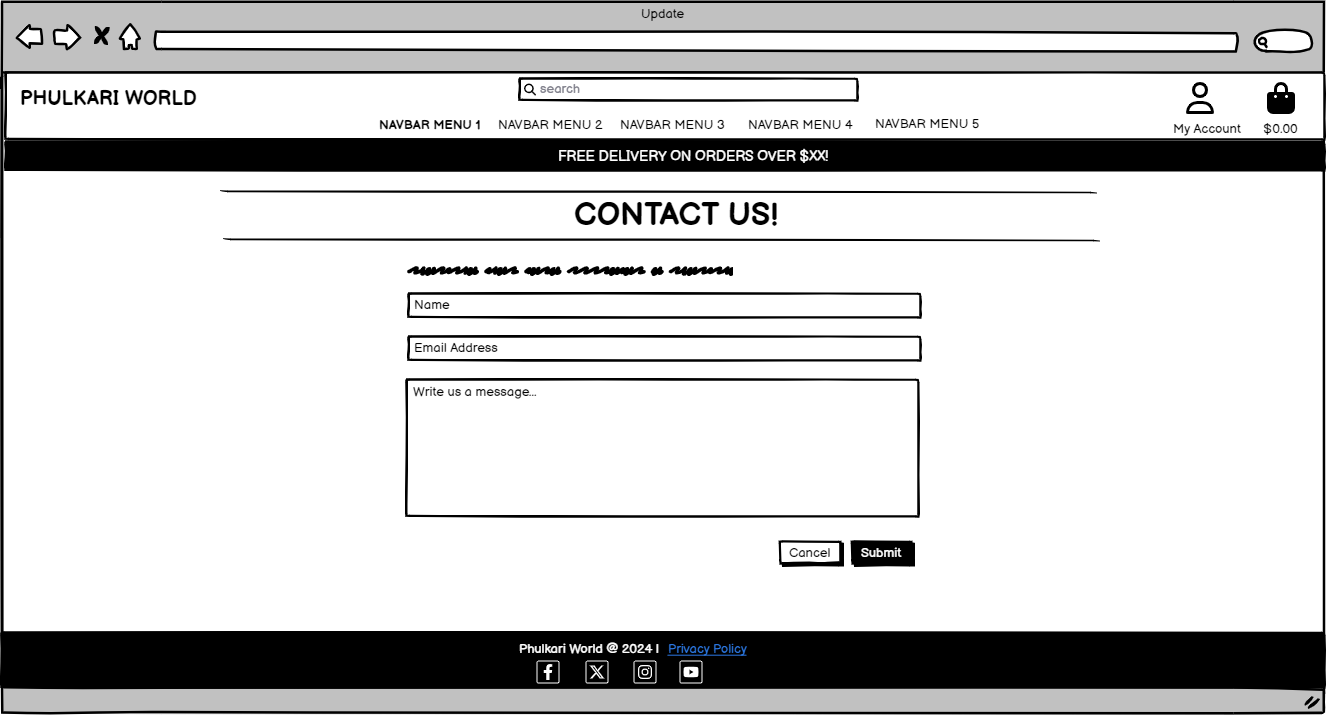 Update
PHULKARI WORLD
search
NAVBAR MENU 1 NAVBAR MENU 2 NAVBAR MENU 3 NAVBAR MENU 4 NAVBAR MENU 5
My Account
$0.00
FREE DELIVERY ON ORDERS OVER $XX!
CONTACT US!
Name
Email Address
Write us a message...
Cancel Submit
Phulkari World @ 2024 | Privacy Policy